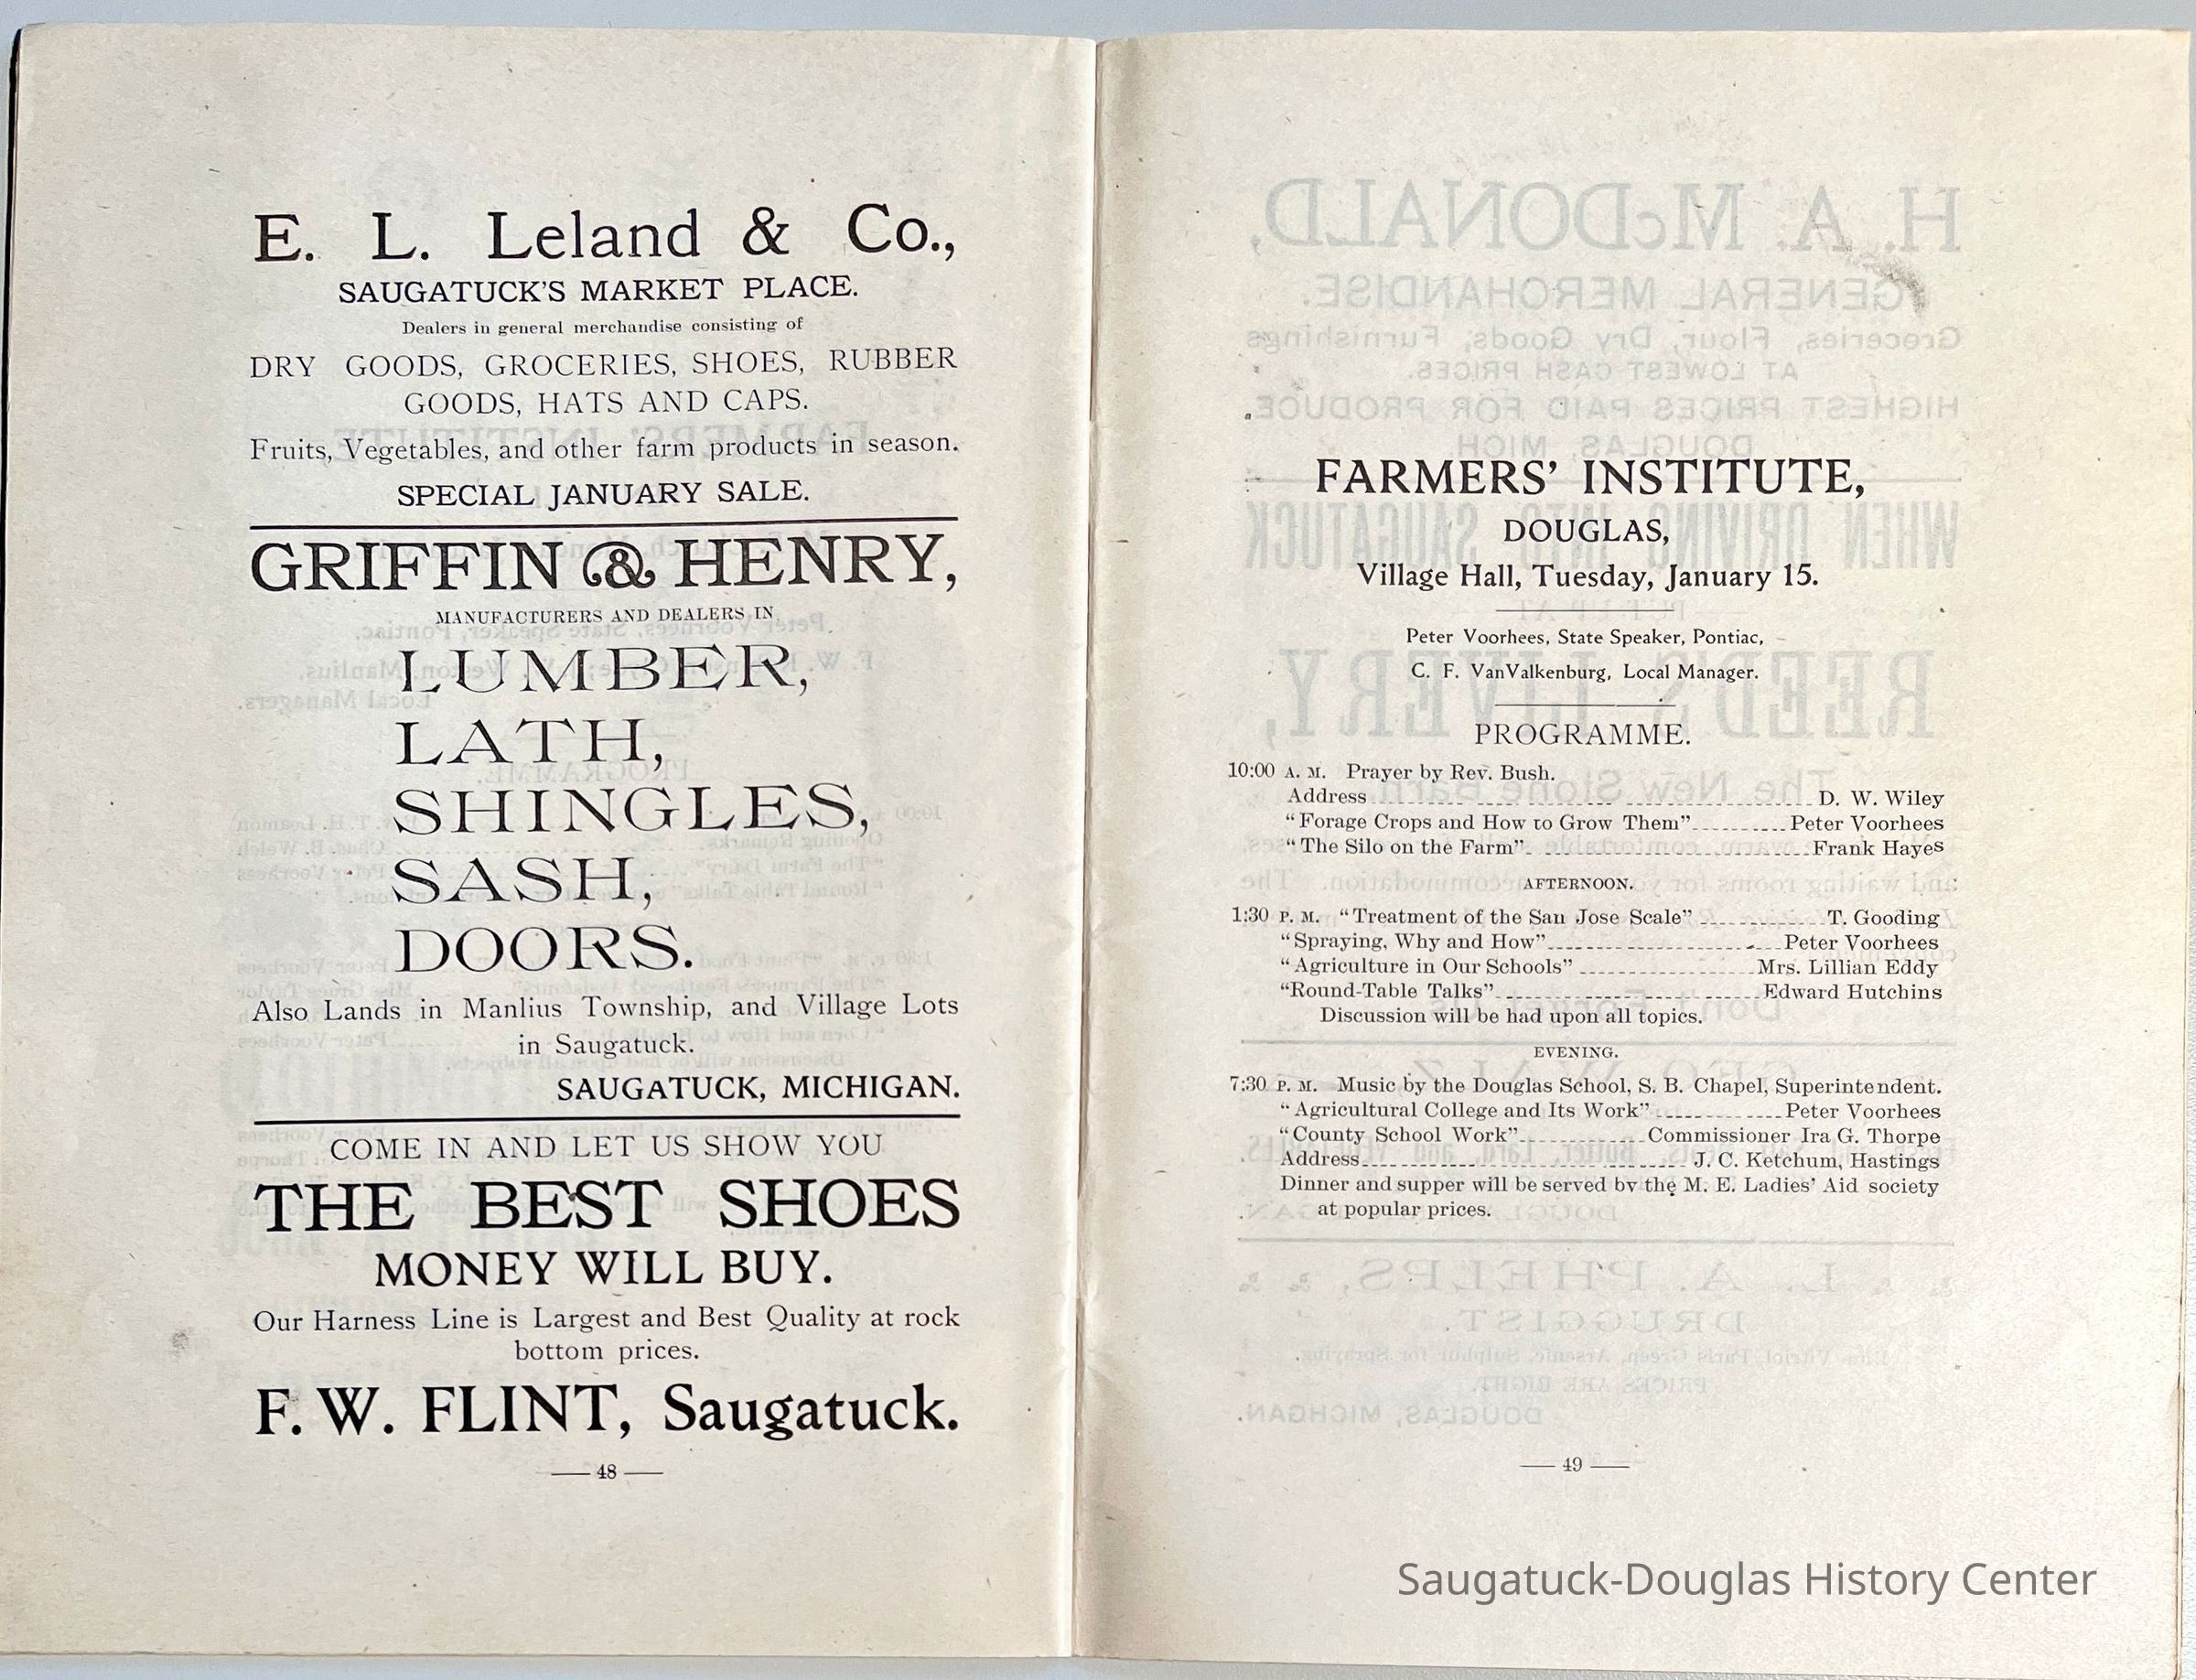 E. L. Leland & Co.,
SAUGATUCK'S MARKET PLACE.
Dealers in general merchandise consisting of
DRY GOODS, GROCERIES, SHOES, RUBBER
GOODS, HATS AND CAPS.
Fruits, Vegetables, and other farm products in season.
SPECIAL JANUARY SALE.
GRIFFIN & HENRY,
MANUFACTURERS AND DEALERS IN
LUMBER,
LATH,
SHINGLES,
SASH,
DOORS.
Also Lands in Manlius Township, and Village Lots
in Saugatuck.
SAUGATUCK, MICHIGAN.
COME IN AND LET US SHOW YOU
THE BEST SHOES
MONEY WILL BUY.
Our Harness Line is Largest and Best Quality at rock
bottom prices.
F. W. FLINT, Saugatuck.
— 48 —
FARMERS' INSTITUTE,
DOUGLAS,
Village Hall, Tuesday, January 15.
Peter Voorhees, State Speaker, Pontiac,
C. F. VanValkenburg, Local Manager.
PROGRAMME.
10:00 A. M. Prayer by Rev. Bush.
Address D. W. Wiley
"Forage Crops and How to Grow Them" Peter Voorhees
"The Silo on the Farm" Frank Hayes
AFTERNOON.
1:30 P. M. "Treatment of the San Jose Scale" T. Gooding
"Spraying, Why and How" Peter Voorhees
"Agriculture in Our Schools" Mrs. Lillian Eddy
"Round-Table Talks" Edward Hutchins
Discussion will be had upon all topics.
EVENING.
7:30 P. M. Music by the Douglas School, S. B. Chapel, Superintendent.
"Agricultural College and Its Work" Peter Voorhees
"County School Work" Commissioner Ira G. Thorpe
Address J. C. Ketchum, Hastings
Dinner and supper will be served by the M. E. Ladies' Aid society
at popular prices.
— 49 —
Saugatuck-Douglas History Center